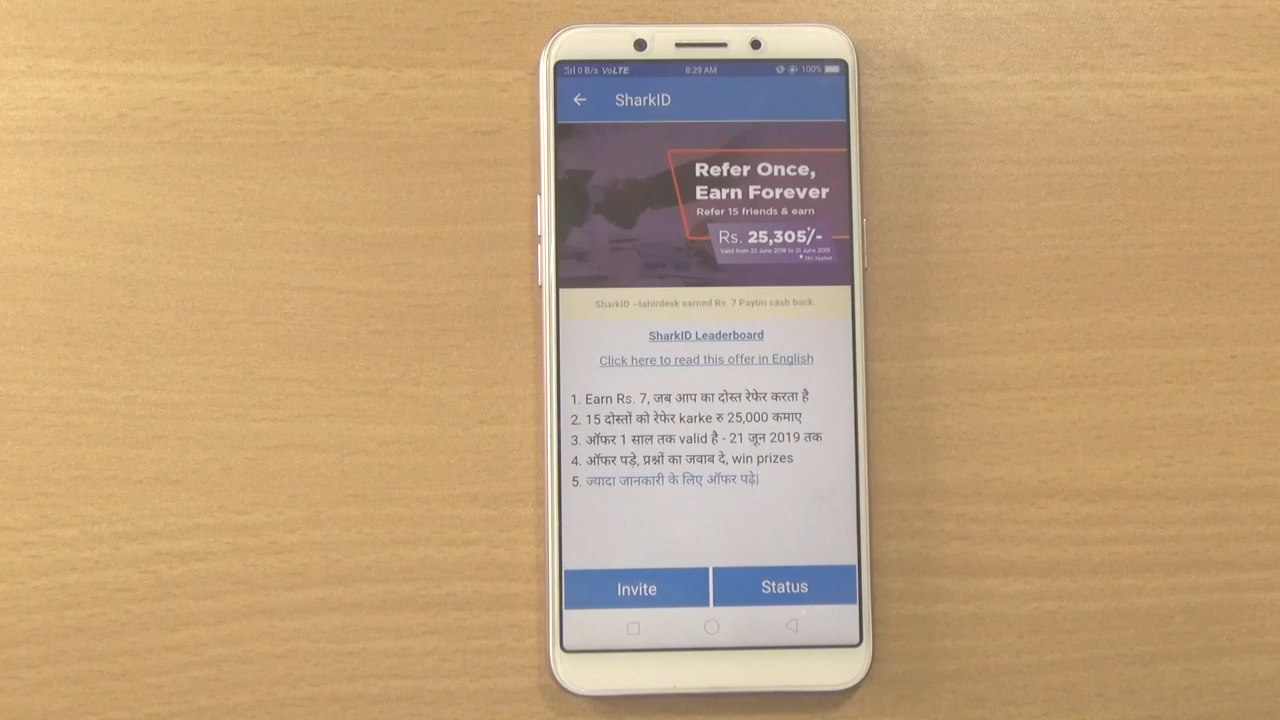 0 B/s VoLTE 8:29 AM 100%
SharkID
Refer Once,
Earn Forever
Refer 15 friends & earn
Rs. 25,305*/-
Valid from 23 June 2018 to 21 June 2019
* T&C Applied
SharkID - tahirdesk earned Rs. 7 Paytm cash back.
SharkID Leaderboard
Click here to read this offer in English
1. Earn Rs. 7, जब आप का दोस्त रेफेर करता है
2. 15 दोस्तों को रेफेर karke रु 25,000 कमाए
3. ऑफर 1 साल तक valid है - 21 जून 2019 तक
4. ऑफर पड़े, प्रश्नों का जवाब दे, win prizes
5. ज्यादा जानकारी के लिए ऑफर पढ़े|
Invite Status